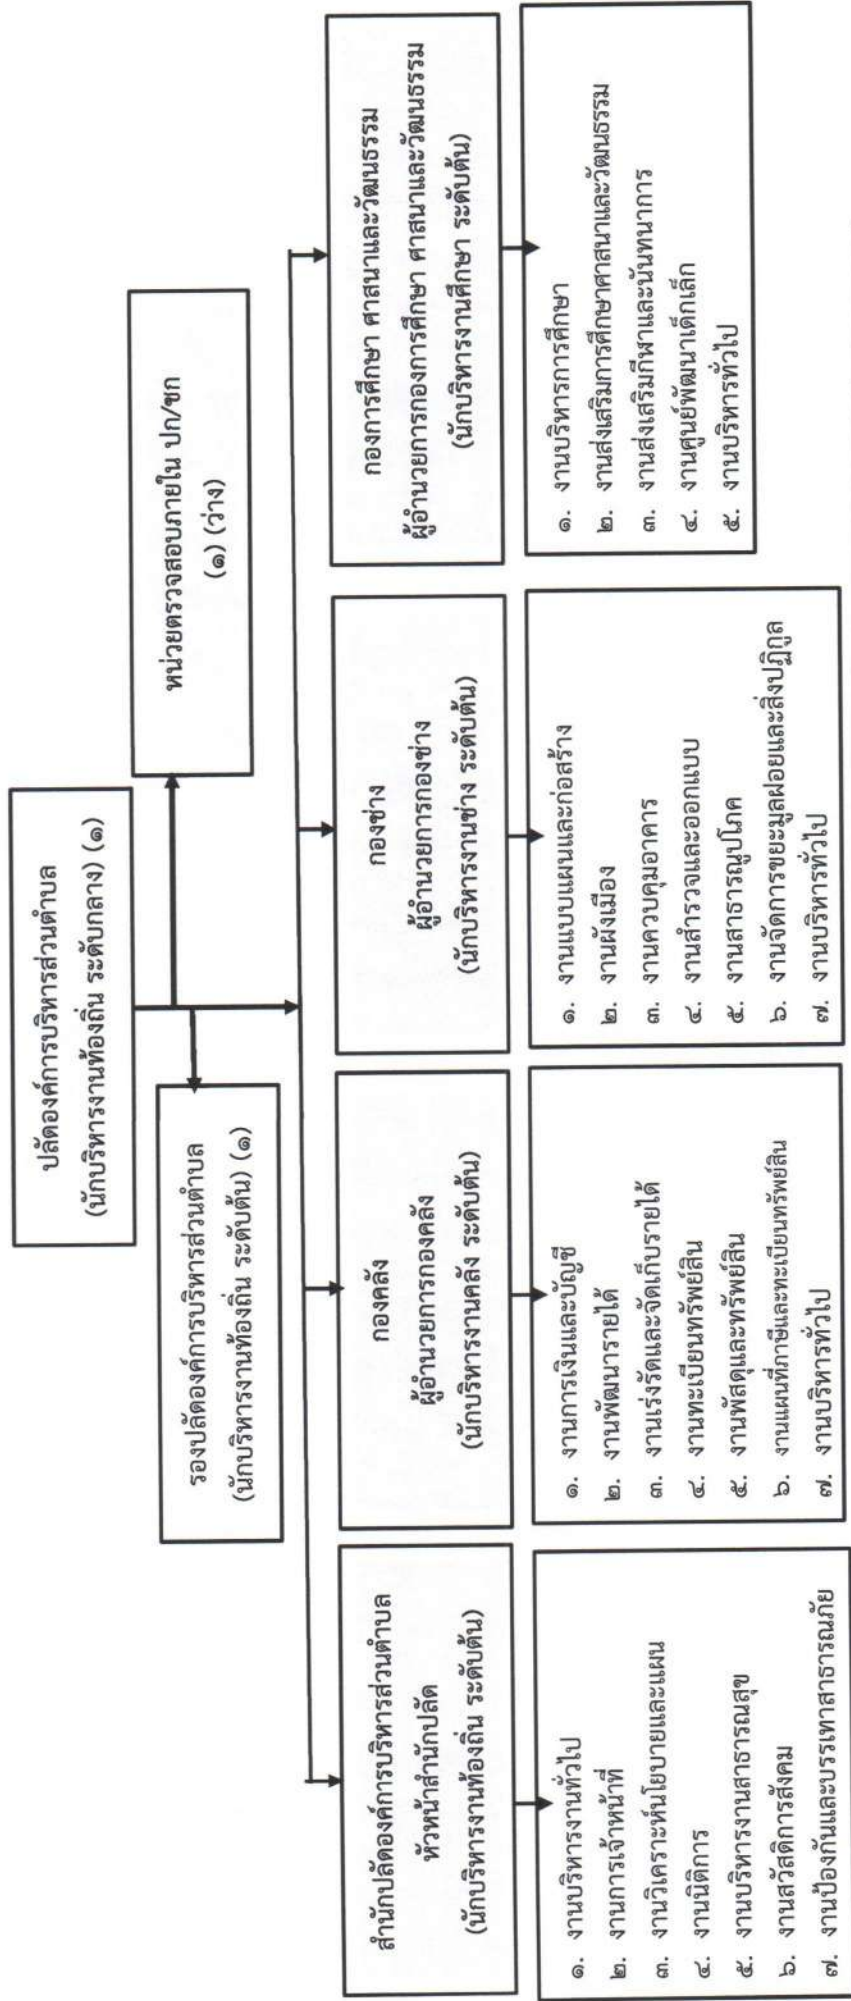 ปลัดองค์การบริหารส่วนตำบล
(นักบริหารงานท้องถิ่น ระดับกลาง) (๑)
หน่วยตรวจสอบภายใน ปก/ชก
(๑) (ว่าง)
รองปลัดองค์การบริหารส่วนตำบล
(นักบริหารงานท้องถิ่น ระดับต้น) (๑)
สำนักปลัดองค์การบริหารส่วนตำบล
หัวหน้าสำนักปลัด
(นักบริหารงานท้องถิ่น ระดับต้น)
กองคลัง
ผู้อำนวยการกองคลัง
(นักบริหารงานคลัง ระดับต้น)
กองช่าง
ผู้อำนวยการกองช่าง
(นักบริหารงานช่าง ระดับต้น)
กองการศึกษา ศาสนาและวัฒนธรรม
ผู้อำนวยการกองการศึกษา ศาสนาและวัฒนธรรม
(นักบริหารงานศึกษา ระดับต้น)
๑. งานบริหารงานทั่วไป
๒. งานการเจ้าหน้าที่
๓. งานวิเคราะห์นโยบายและแผน
๔. งานนิติการ
๕. งานบริหารงานสาธารณสุข
๖. งานสวัสดิการสังคม
๗. งานป้องกันและบรรเทาสาธารณภัย
๑. งานการเงินและบัญชี
๒. งานพัฒนารายได้
๓. งานเร่งรัดและจัดเก็บรายได้
๔. งานทะเบียนทรัพย์สิน
๕. งานพัสดุและทรัพย์สิน
๖. งานแผนที่ภาษีและทะเบียนทรัพย์สิน
๗. งานบริหารทั่วไป
๑. งานแบบแผนและก่อสร้าง
๒. งานผังเมือง
๓. งานควบคุมอาคาร
๔. งานสำรวจและออกแบบ
๕. งานสาธารณูปโภค
๖. งานจัดการขยะมูลฝอยและสิ่งปฏิกูล
๗. งานบริหารทั่วไป
๑. งานบริหารการศึกษา
๒. งานส่งเสริมการศึกษาศาสนาและวัฒนธรรม
๓. งานส่งเสริมกีฬาและนันทนาการ
๔. งานศูนย์พัฒนาเด็กเล็ก
๕. งานบริหารทั่วไป